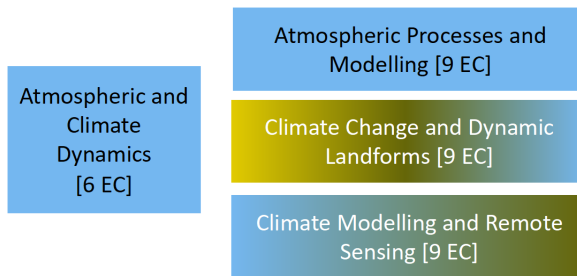 Atmospheric and
Climate
Dynamics
[6 EC]
Atmospheric Processes and
Modelling [9 EC]
Climate Change and Dynamic
Landforms [9 EC]
Climate Modelling and Remote
Sensing [9 EC]